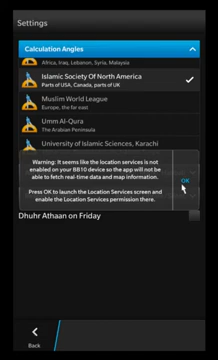 Settings
Calculation Angles
Africa, Iraq, Lebanon, Syria, Malaysia
Islamic Society Of North America
Parts of USA, Canada, parts of UK
Muslim World League
Europe, the far east
Umm Al-Qura
The Arabian Peninsula
University of Islamic Sciences, Karachi
Warning: It seems like the location services is not
enabled on your BB10 device so the app will not be
able to fetch real-time data and map information.
Press OK to launch the Location Services screen and
enable the Location Services permission there.
OK
Dhuhr Athaan on Friday
Back